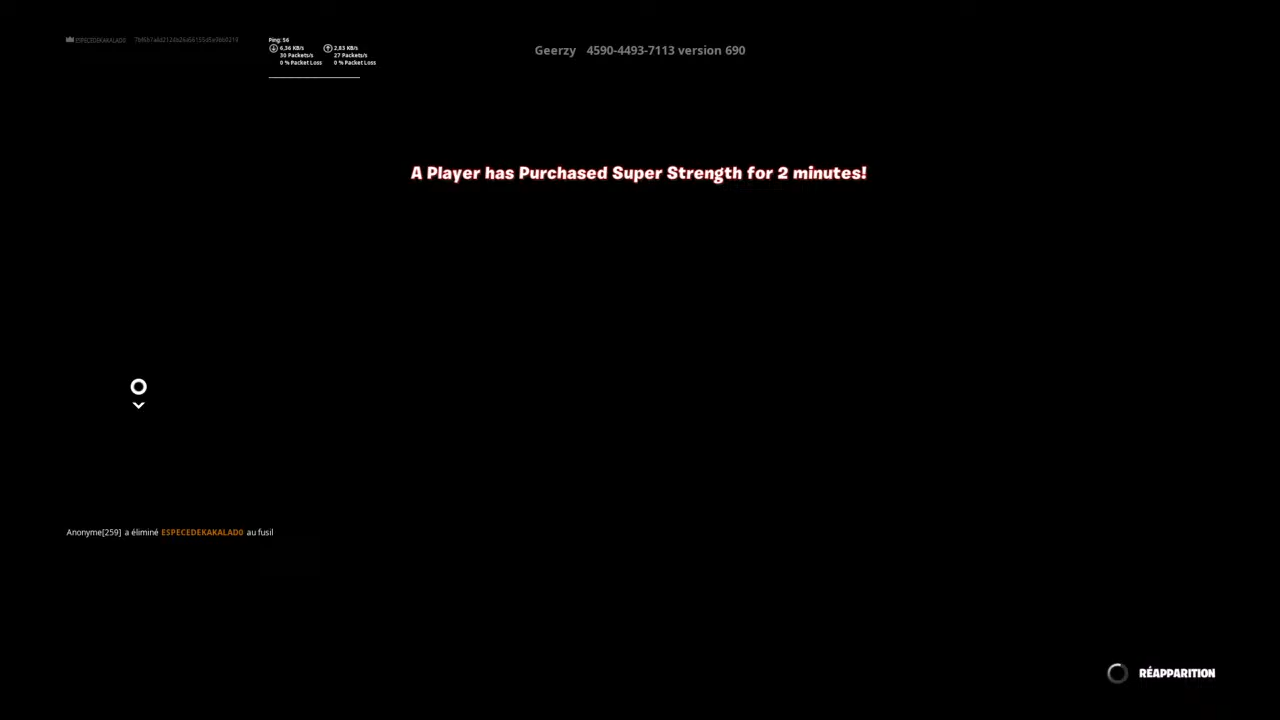 ESPECEDEKAKALAD0
Ping: 56
6,36 KB/s 2,83 KB/s
30 Packets/s 27 Packets/s
0 % Packet Loss 0 % Packet Loss
Geerzy 4590-4493-7113 version 690
A Player has Purchased Super Strength for 2 minutes!
Anonyme[259] a éliminé ESPECEDEKAKALAD0 au fusil
RÉAPPARITION